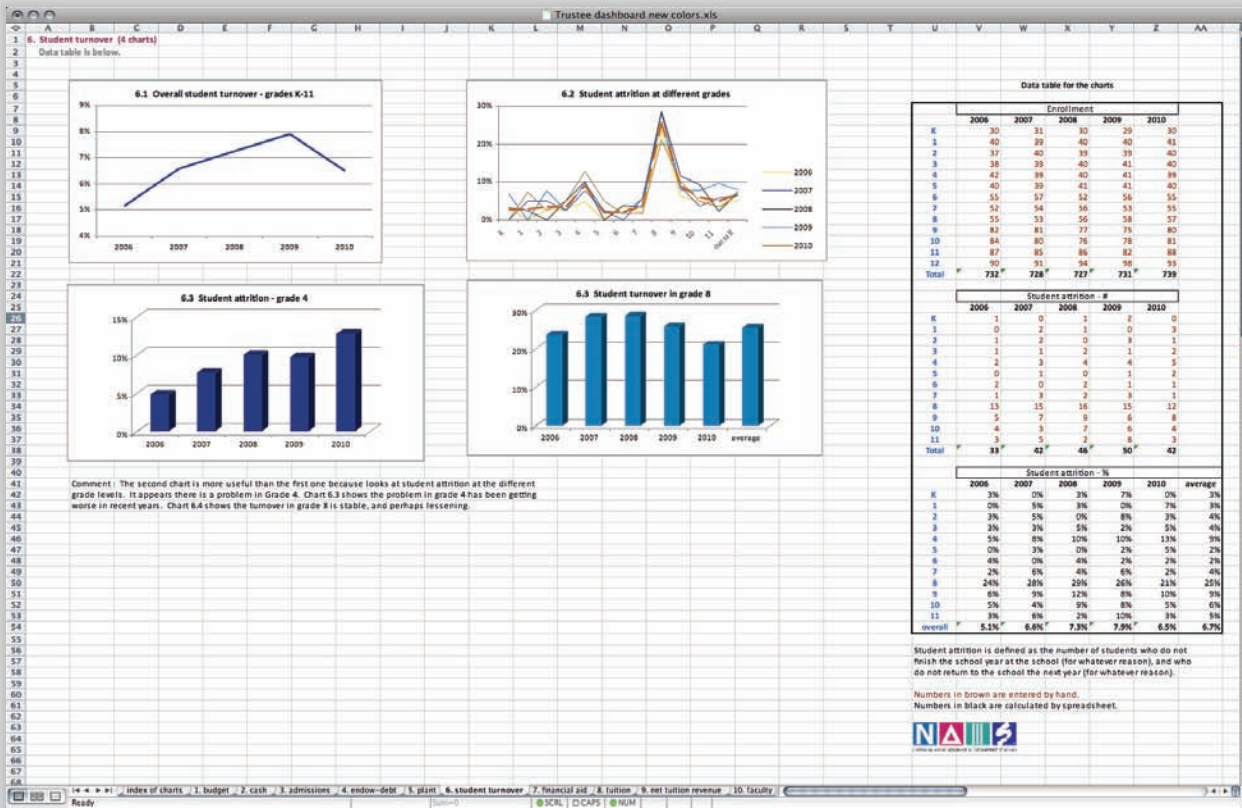 Trustee dashboard new colors.xls
A B C D E F G H I J K L M N O P Q R S T U V W X Y Z AA
6. Student turnover (4 charts)
Data table is below.
6.1 Overall student turnover - grades K-11
9%
8%
7%
6%
5%
4%
2006 2007 2008 2009 2010
6.2 Student attrition at different grades
30%
20%
10%
0%
K 1 2 3 4 5 6 7 8 9 10 11 overall
2006
2007
2008
2009
2010
6.3 Student attrition - grade 4
15%
10%
5%
0%
2006 2007 2008 2009 2010
6.3 Student turnover in grade 8
30%
20%
10%
0%
2006 2007 2008 2009 2010 average
Comment : The second chart is more useful than the first one because looks at student attrition at the different
grade levels. It appears there is a problem in Grade 4. Chart 6.3 shows the problem in grade 4 has been getting
worse in recent years. Chart 6.4 shows the turnover in grade 8 is stable, and perhaps lessening.
Data table for the charts
Enrollment
2006 2007 2008 2009 2010
K 30 31 30 29 30
1 40 39 40 40 41
2 37 40 39 39 40
3 38 39 40 41 40
4 42 39 40 41 39
5 40 39 41 41 40
6 55 57 52 56 55
7 52 54 56 53 55
8 55 53 56 58 57
9 82 81 77 75 80
10 84 80 76 78 81
11 87 85 86 82 88
12 90 91 94 98 93
Total 732 728 727 731 739
Student attrition - #
2006 2007 2008 2009 2010
K 1 0 1 2 0
1 0 2 1 0 3
2 1 2 0 3 1
3 1 1 2 1 2
4 2 3 4 4 5
5 0 1 0 1 2
6 2 0 2 1 1
7 1 3 2 3 1
8 13 15 16 15 12
9 5 7 9 6 8
10 4 3 7 6 4
11 3 5 2 8 3
Total 33 42 46 50 42
Student attrition - %
2006 2007 2008 2009 2010 average
K 3% 0% 3% 7% 0% 3%
1 0% 5% 3% 0% 7% 3%
2 3% 5% 0% 8% 3% 4%
3 3% 3% 5% 2% 5% 4%
4 5% 8% 10% 10% 13% 9%
5 0% 3% 0% 2% 5% 2%
6 4% 0% 4% 2% 2% 2%
7 2% 6% 4% 6% 2% 4%
8 24% 28% 29% 26% 21% 25%
9 6% 9% 12% 8% 10% 9%
10 5% 4% 9% 8% 5% 6%
11 3% 6% 2% 10% 3% 5%
overall 5.1% 6.6% 7.3% 7.9% 6.5% 6.7%
Student attrition is defined as the number of students who do not
finish the school year at the school (for whatever reason), and who
do not return to the school the next year (for whatever reason).
Numbers in brown are entered by hand.
Numbers in black are calculated by spreadsheet.
NAIS
index of charts 1. budget 2. cash 3. admissions 4. endow-debt 5. plant 6. student turnover 7. financial aid 8. tuition 9. net tuition revenue 10. faculty
Ready Sum=0 SCRL CAPS NUM